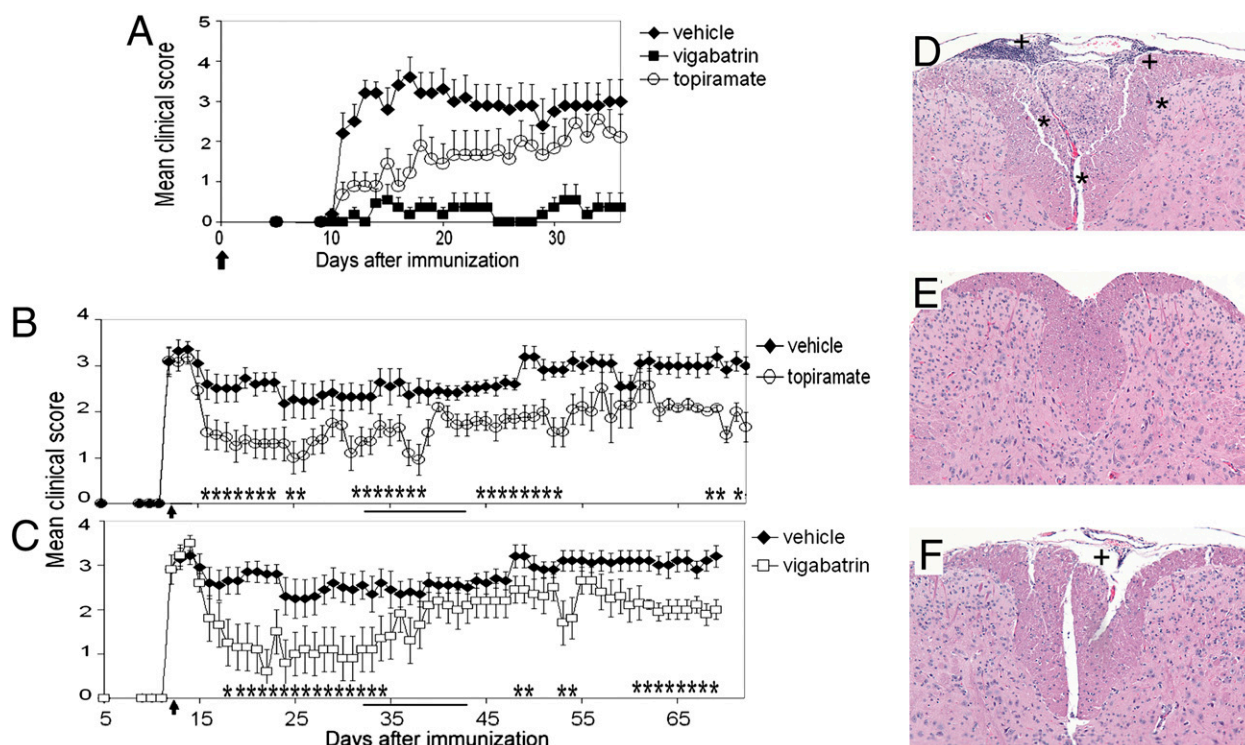 A
Mean clinical score
5
4
3
2
1
0
0
10
20
30
Days after immunization
vehicle
vigabatrin
topiramate
B
Mean clinical score
4
3
2
1
0
vehicle
topiramate
*********
**
********
*********
**
*
C
4
3
2
1
0
vehicle
vigabatrin
5
15
25
35
45
55
65
Days after immunization
D
+
+
*
*
*
E
F
+